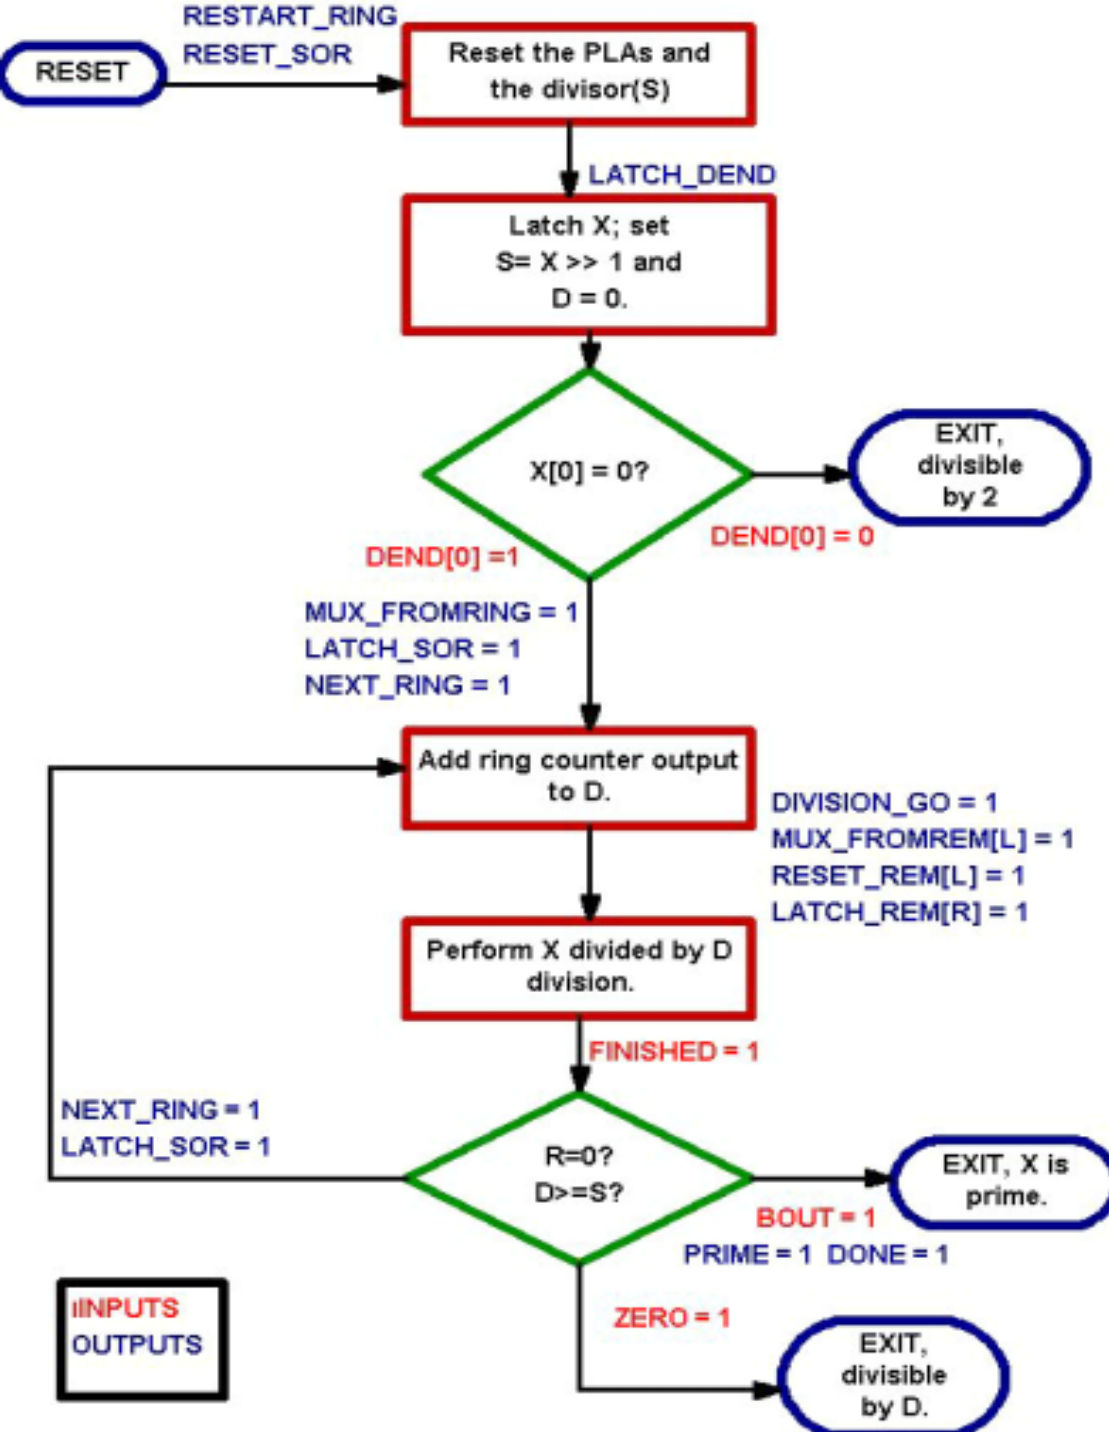 RESTART_RING
RESET_SOR
RESET
Reset the PLAs and
the divisor(S)
LATCH_DEND
Latch X; set
S= X >> 1 and
D = 0.
X[0] = 0?
EXIT,
divisible
by 2
DEND[0] = 0
DEND[0] =1
MUX_FROMRING = 1
LATCH_SOR = 1
NEXT_RING = 1
Add ring counter output
to D.
DIVISION_GO = 1
MUX_FROMREM[L] = 1
RESET_REM[L] = 1
LATCH_REM[R] = 1
Perform X divided by D
division.
FINISHED = 1
NEXT_RING = 1
LATCH_SOR = 1
R=0?
D>=S?
EXIT, X is
prime.
BOUT = 1
PRIME = 1 DONE = 1
ZERO = 1
EXIT,
divisible
by D.
IINPUTS
OUTPUTS